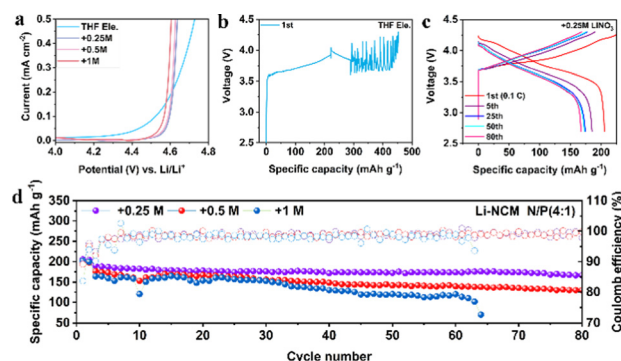 a
0.5
0.4
0.3
0.2
0.1
0.0
Current (mA cm⁻²)
THF Ele.
+0.25M
+0.5M
+1M
4.0 4.2 4.4 4.6 4.8
Potential (V) vs. Li/Li⁺
b
4.5
4.0
3.5
3.0
2.5
Voltage (V)
1st
THF Ele.
0 100 200 300 400 500
Specific capacity (mAh g⁻¹)
c
4.5
4.0
3.5
3.0
2.5
Voltage (V)
+0.25M LiNO₃
1st (0.1 C)
5th
25th
50th
80th
0 50 100 150 200
Specific capacity (mAh g⁻¹)
d
350
300
250
200
150
100
50
Specific capacity (mAh g⁻¹)
+0.25 M
+0.5 M
+1 M
Li-NCM N/P(4:1)
110
100
90
80
70
Coulomb efficiency (%)
0 10 20 30 40 50 60 70 80
Cycle number